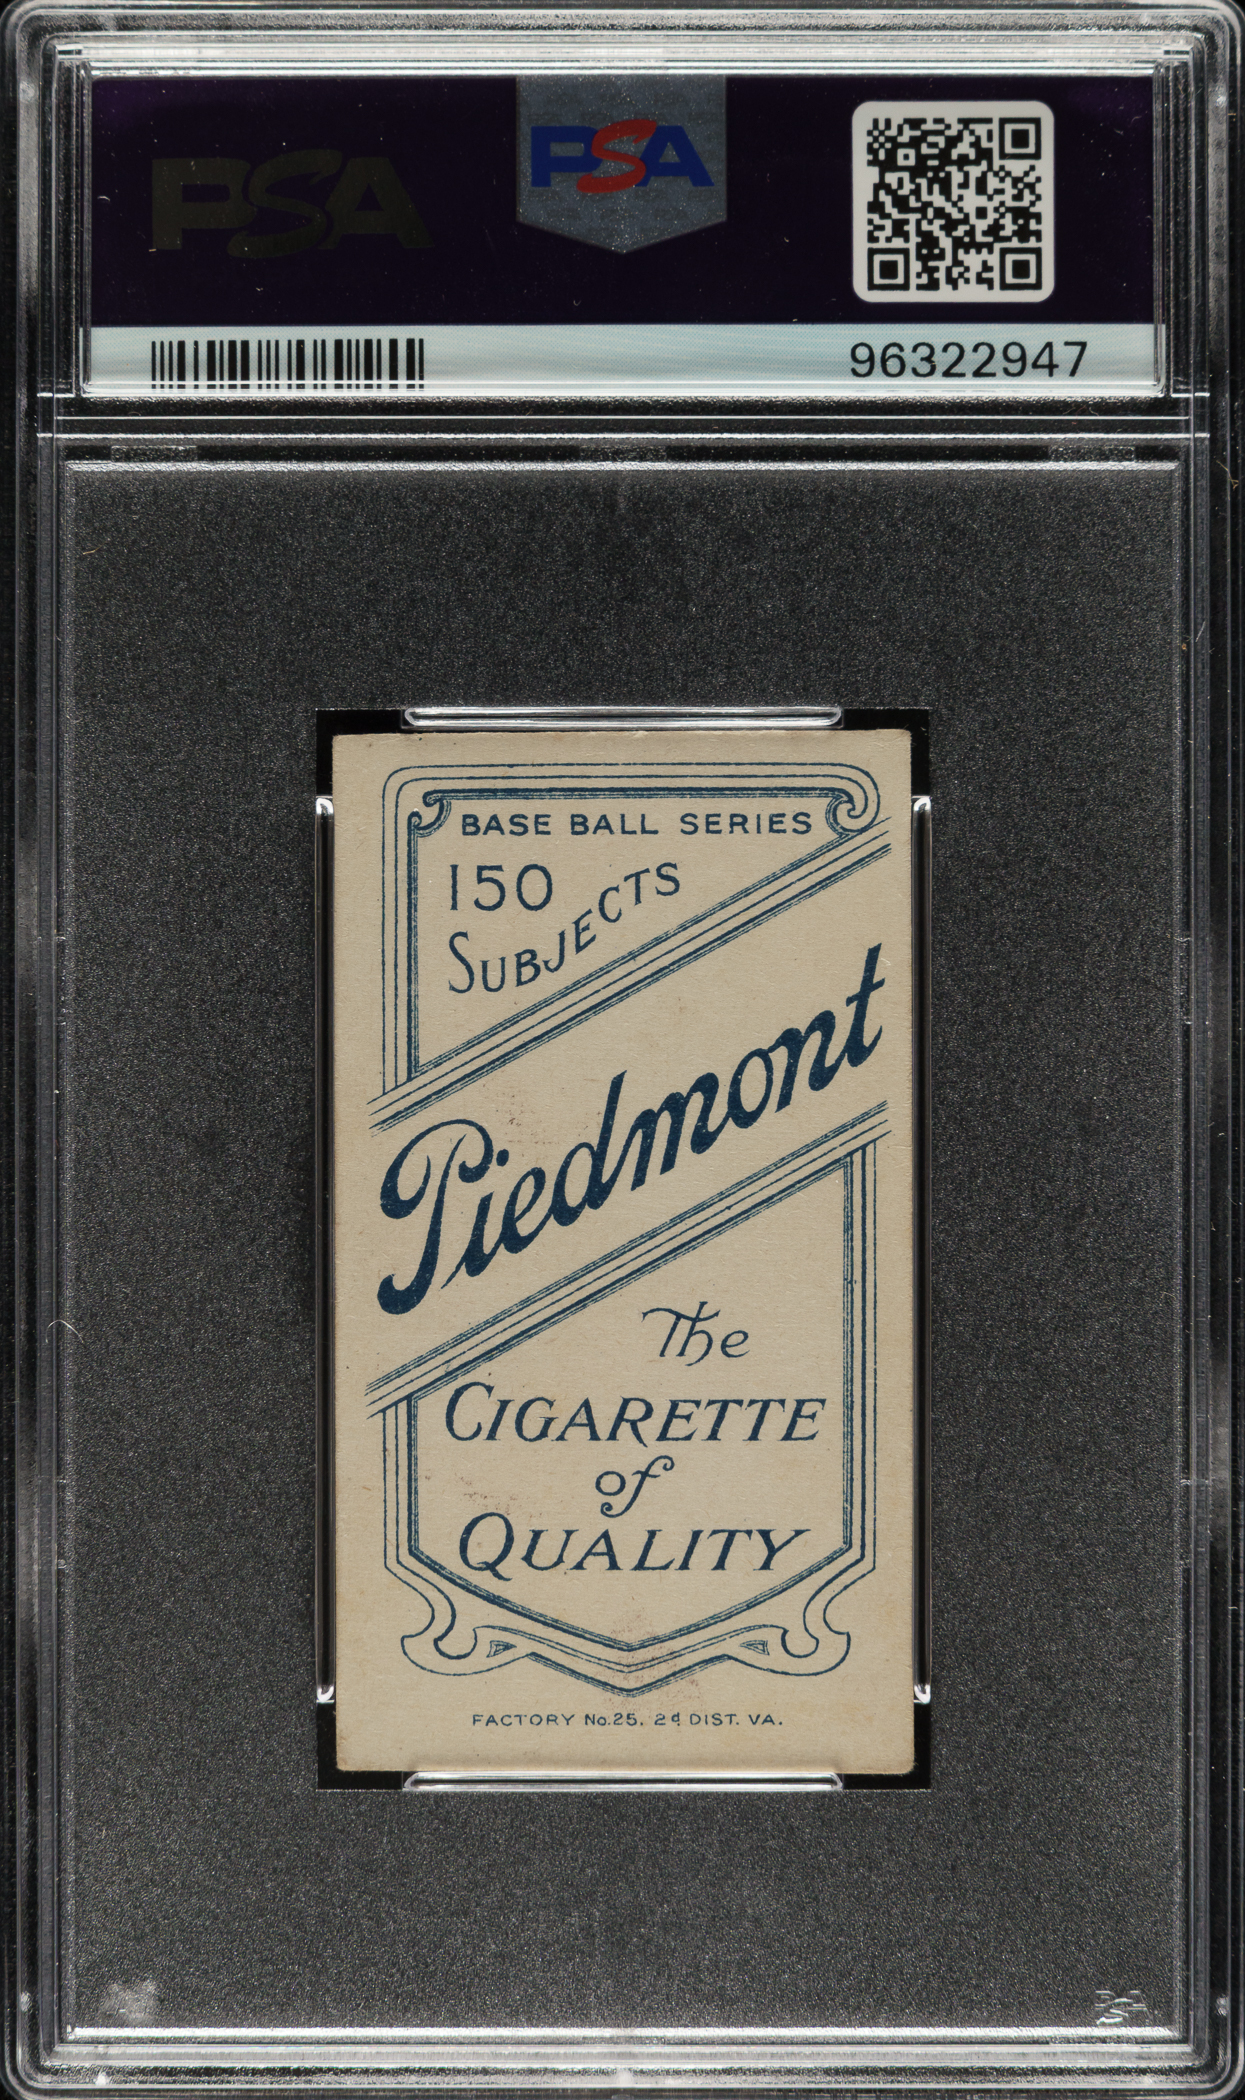 PSA
PSA
96322947
BASE BALL SERIES
150
SUBJECTS
Piedmont
The
CIGARETTE
of
QUALITY
FACTORY No.25, 2d DIST. VA.